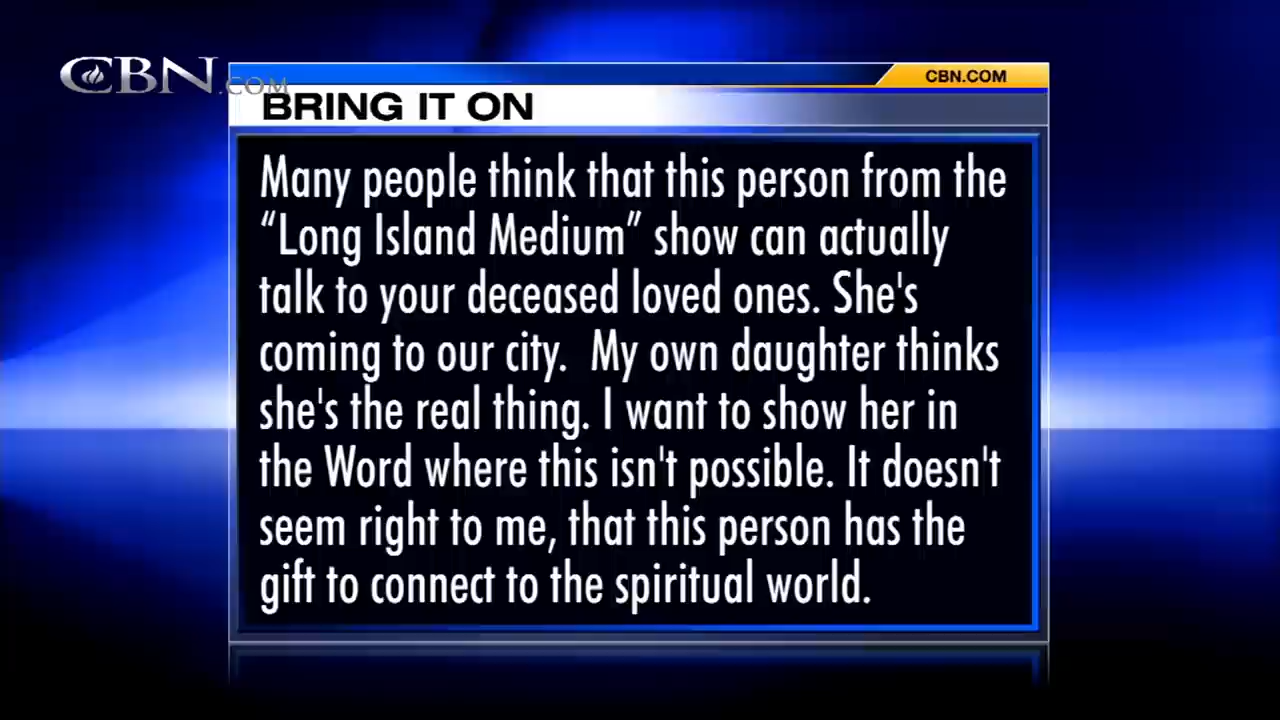 CBN.COM
CBN.COM
BRING IT ON
Many people think that this person from the
“Long Island Medium” show can actually
talk to your deceased loved ones. She's
coming to our city.  My own daughter thinks
she's the real thing. I want to show her in
the Word where this isn't possible. It doesn't
seem right to me, that this person has the
gift to connect to the spiritual world.